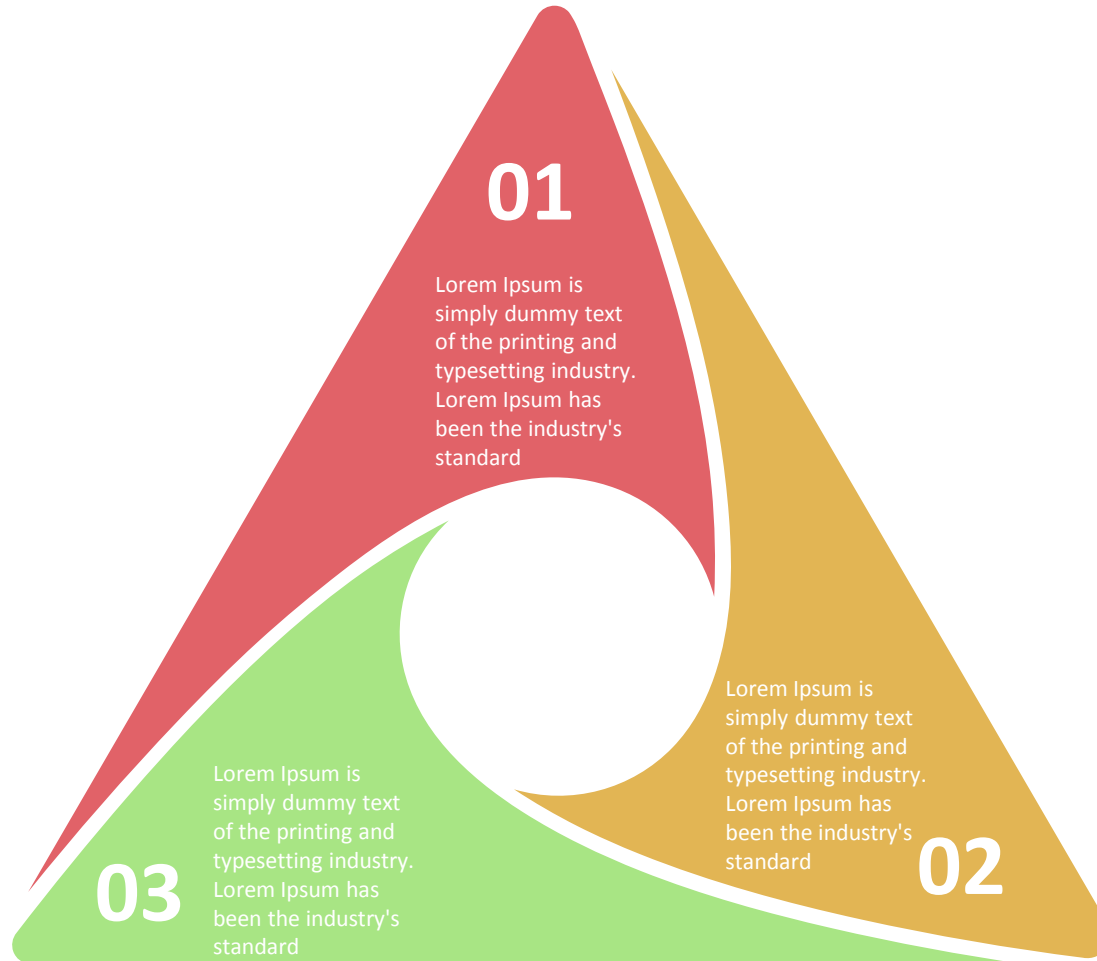 01
Lorem Ipsum is
simply dummy text
of the printing and
typesetting industry.
Lorem Ipsum has
been the industry's
standard
Lorem Ipsum is
simply dummy text
of the printing and
typesetting industry.
Lorem Ipsum has
been the industry's
standard
02
03
Lorem Ipsum is
simply dummy text
of the printing and
typesetting industry.
Lorem Ipsum has
been the industry's
standard